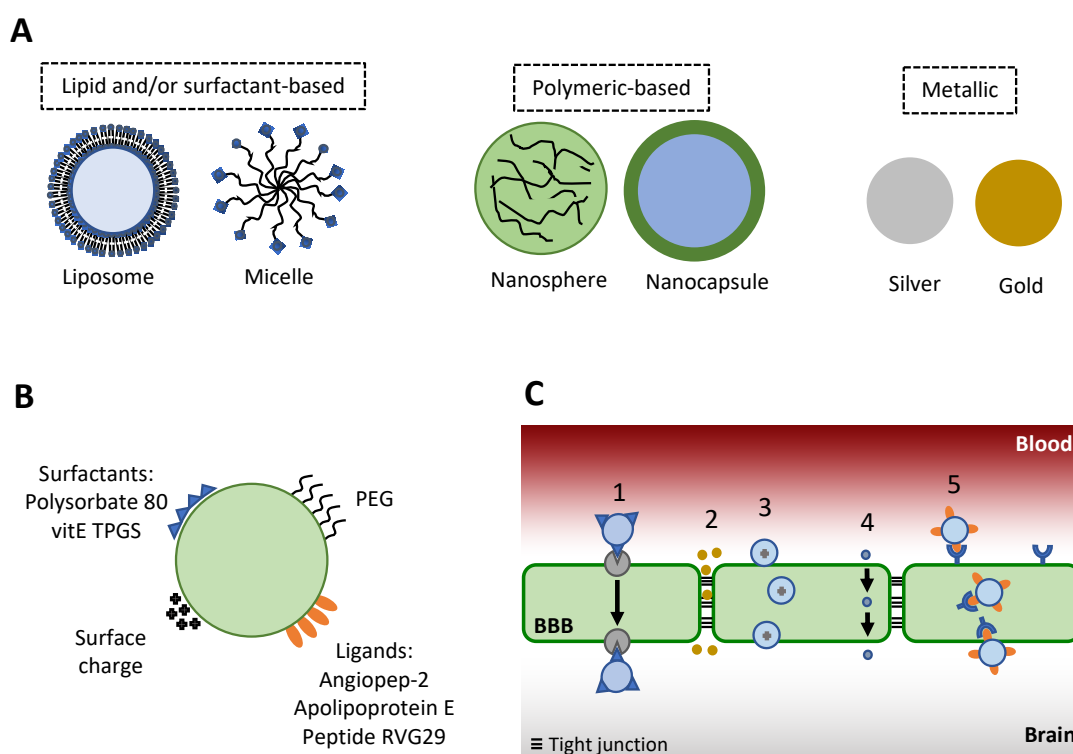 A
Lipid and/or surfactant-based
Polymeric-based
Metallic
Liposome
Micelle
Nanosphere
Nanocapsule
Silver
Gold
B
Surfactants:
Polysorbate 80
vitE TPGS
PEG
Surface
charge
Ligands:
Angiopep-2
Apolipoprotein E
Peptide RVG29
C
Blood
1
2
3
4
5
BBB
Tight junction
Brain